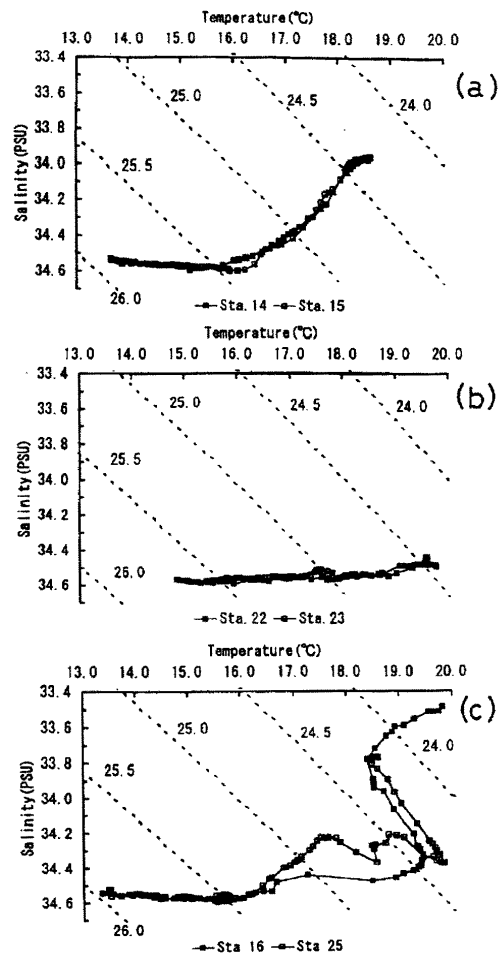 Temperature(°C)
13.0 14.0 15.0 16.0 17.0 18.0 19.0 20.0
33.4
33.6
33.8
34.0
34.2
34.4
34.6
Salinity(PSU)
25.0
24.5
24.0
25.5
26.0
(a)
Sta.14 Sta.15
Temperature(°C)
13.0 14.0 15.0 16.0 17.0 18.0 19.0 20.0
33.4
33.6
33.8
34.0
34.2
34.4
34.6
Salinity(PSU)
25.0
24.5
24.0
25.5
26.0
(b)
Sta.22 Sta.23
Temperature(°C)
13.0 14.0 15.0 16.0 17.0 18.0 19.0 20.0
33.4
33.6
33.8
34.0
34.2
34.4
34.6
Salinity(PSU)
25.0
24.5
24.0
25.5
26.0
(c)
Sta 16 Sta 25